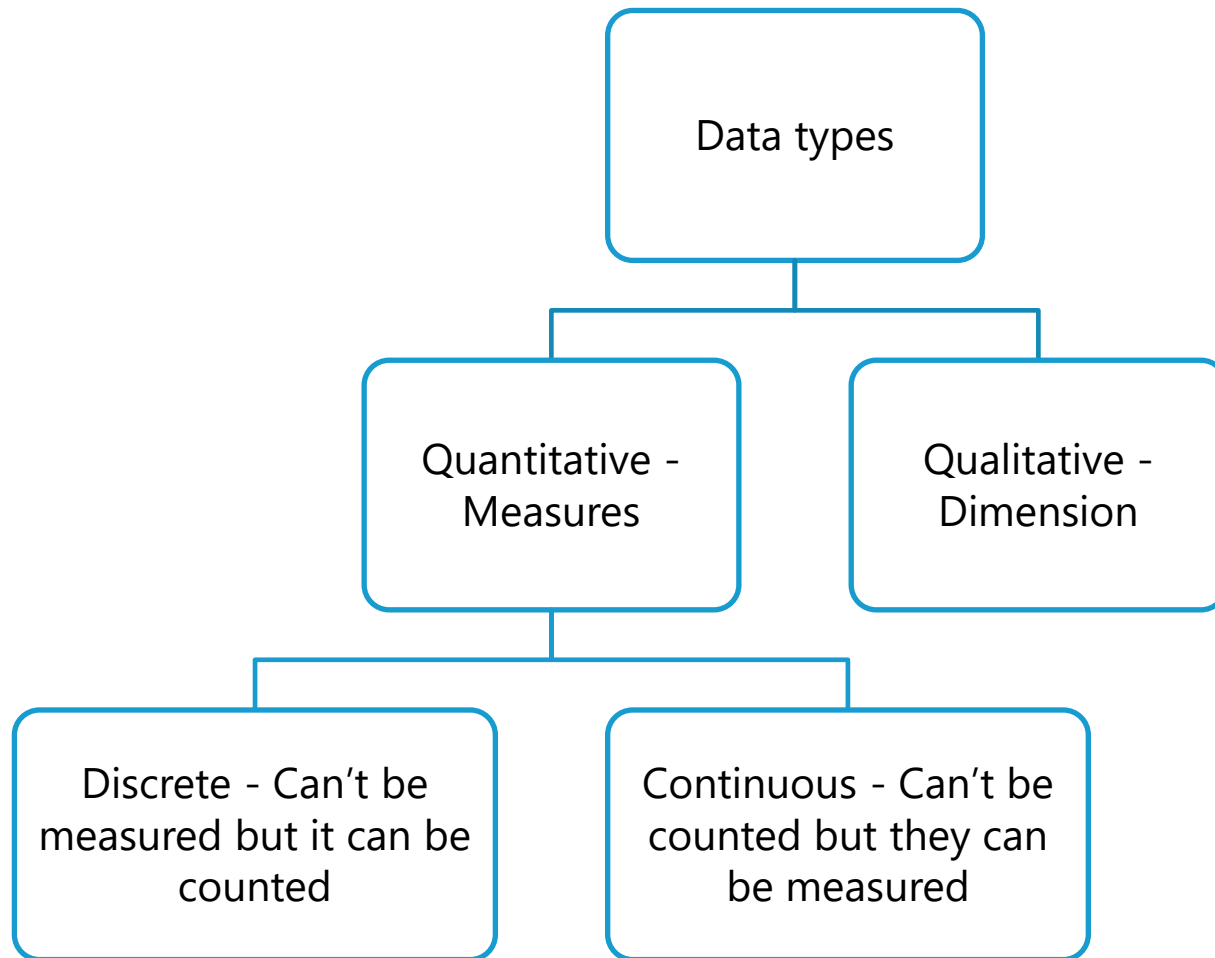 Data types
Quantitative -
Measures
Qualitative -
Dimension
Discrete - Can’t be
measured but it can be
counted
Continuous - Can’t be
counted but they can
be measured